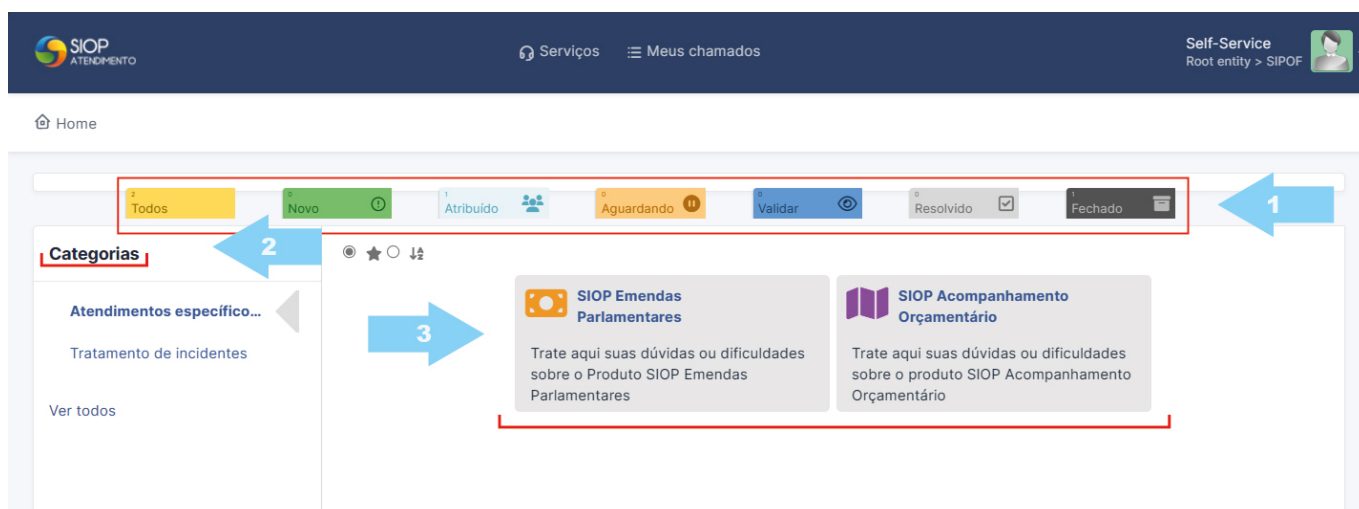 SIOP
ATENDIMENTO
Serviços
Meus chamados
Self-Service
Root entity > SIPOF
Home
2
Todos
0
Novo
1
Atribuído
0
Aguardando
0
Validar
0
Resolvido
1
Fechado
1
Categorias
2
Atendimentos específico...
Tratamento de incidentes
Ver todos
3
SIOP Emendas
Parlamentares
Trate aqui suas dúvidas ou dificuldades
sobre o Produto SIOP Emendas
Parlamentares
SIOP Acompanhamento
Orçamentário
Trate aqui suas dúvidas ou dificuldades
sobre o produto SIOP Acompanhamento
Orçamentário